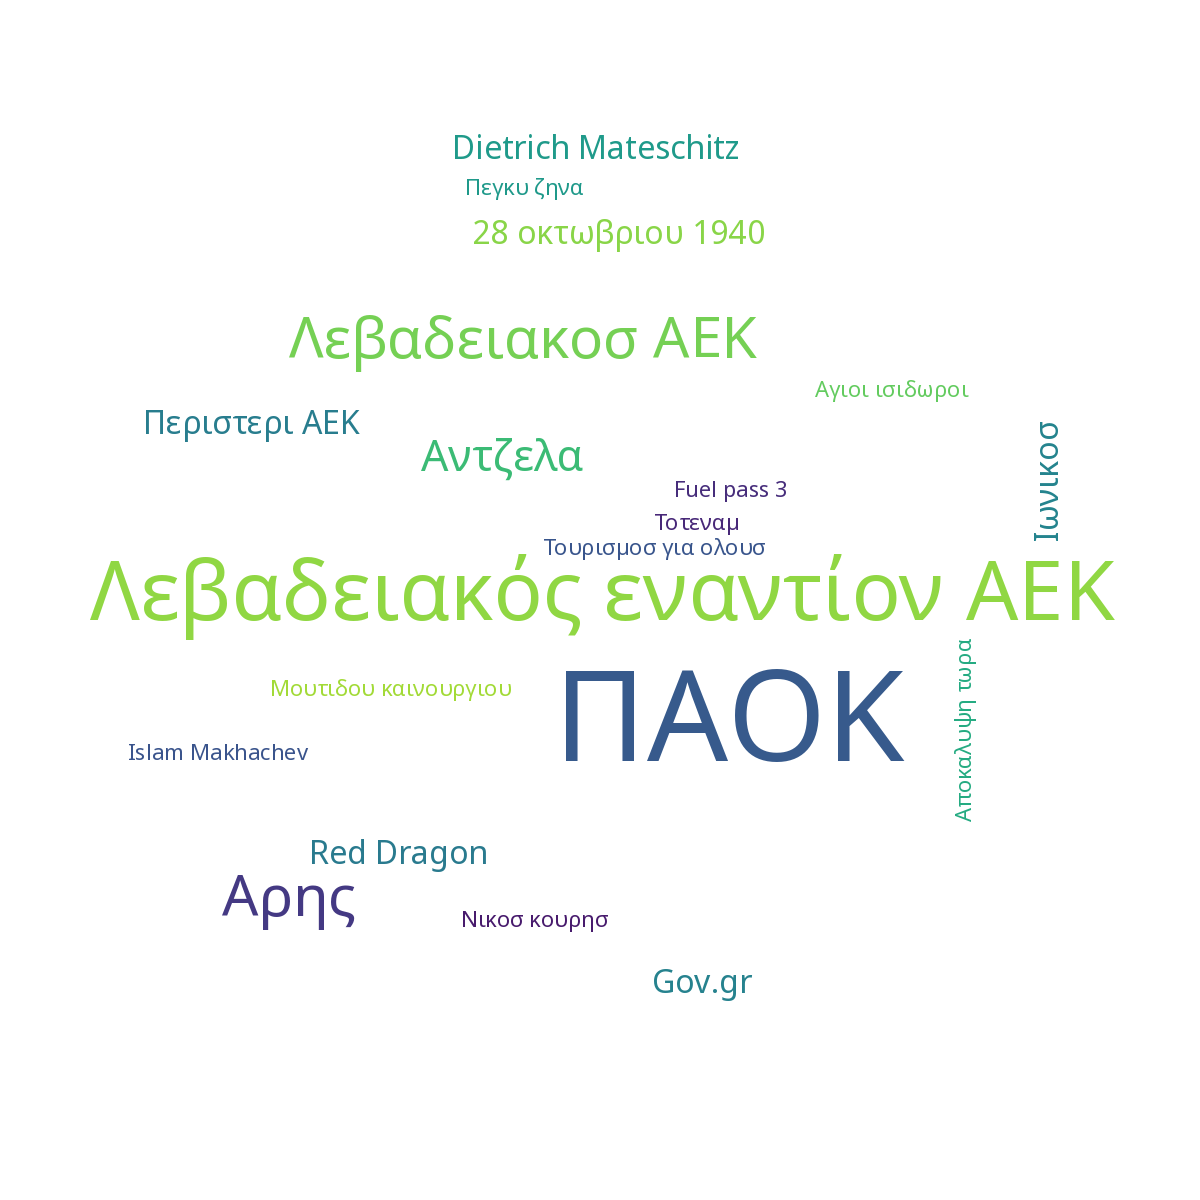 Dietrich Mateschitz
Πεγκυ ζηνα
28 οκτωβριου 1940
Λεβαδειακοσ ΑΕΚ
Αγιοι ισιδωροι
Περιστερι ΑΕΚ
Αντζελα
Ιωνικοσ
Fuel pass 3
Τοτεναμ
Τουρισμοσ για ολουσ
Λεβαδειακός εναντίον ΑΕΚ
ΠΑΟΚ
Μουτιδου καινουργιου
Αποκαλυψη τωρα
Islam Makhachev
Red Dragon
Αρης
Νικοσ κουρησ
Gov.gr